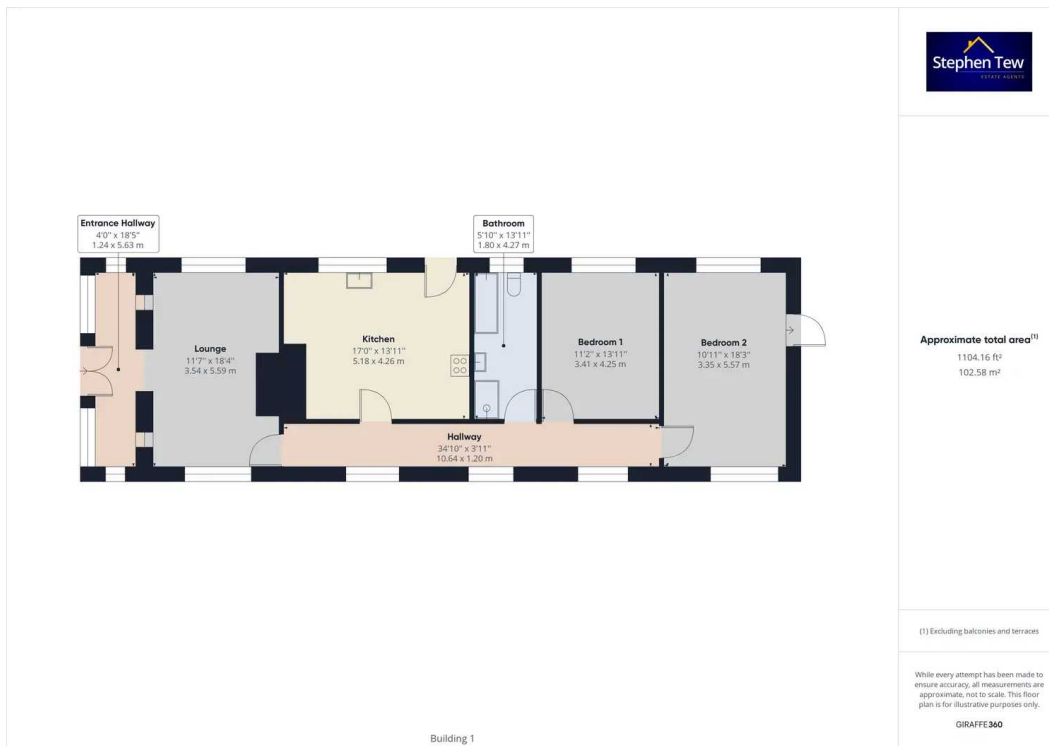 Entrance Hallway
4'0" x 18'5"
1.24 x 5.63 m
Bathroom
5'10" x 13'11"
1.80 x 4.27 m
Lounge
11'7" x 18'4"
3.54 x 5.59 m
Kitchen
17'0" x 13'11"
5.18 x 4.26 m
Bedroom 1
11'2" x 13'11"
3.41 x 4.25 m
Bedroom 2
10'11" x 18'3"
3.35 x 5.57 m
Hallway
34'10" x 3'11"
10.64 x 1.20 m
Building 1
Stephen Tew
ESTATE AGENTS
Approximate total area(1)
1104.16 ft²
102.58 m²
(1) Excluding balconies and terraces
While every attempt has been made to
ensure accuracy, all measurements are
approximate, not to scale. This floor
plan is for illustrative purposes only.
GIRAFFE360